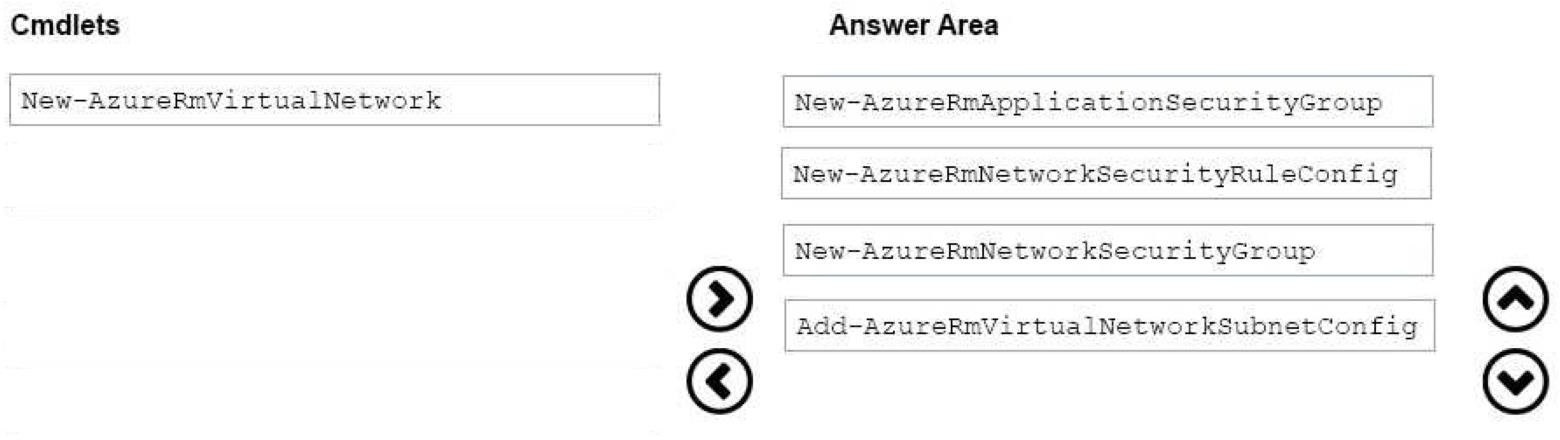 Cmdlets
Answer Area
New-AzureRmVirtualNetwork
New-AzureRmApplicationSecurityGroup
New-AzureRmNetworkSecurityRuleConfig
New-AzureRmNetworkSecurityGroup
Add-AzureRmVirtualNetworkSubnetConfig